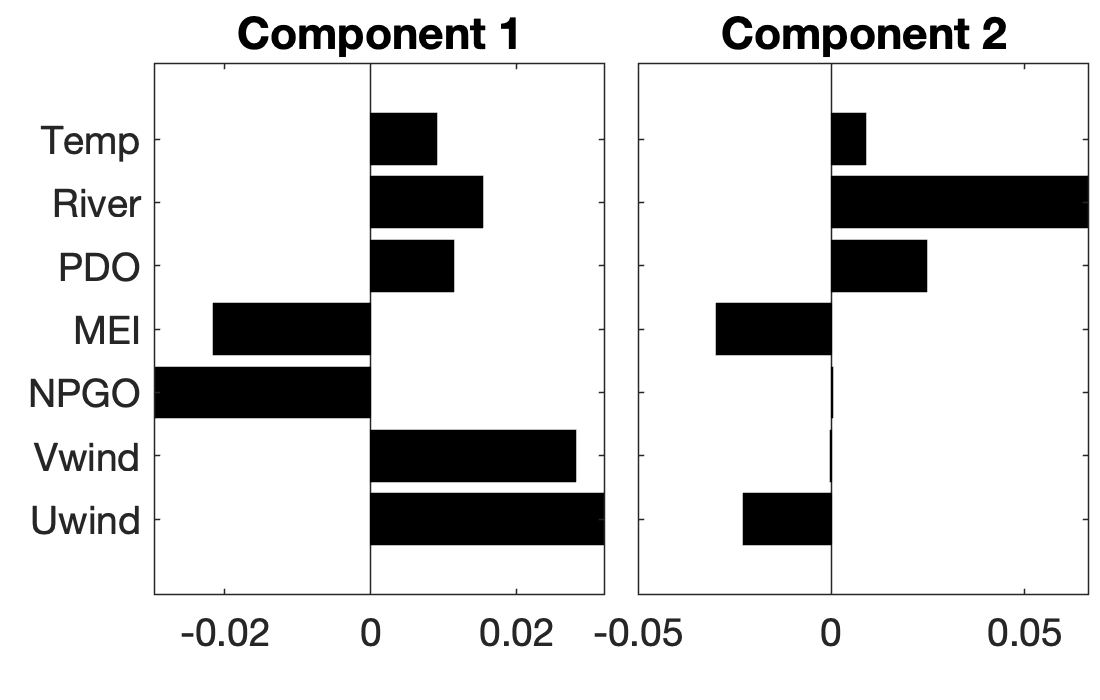 Component 1
Component 2
Temp
River
PDO
MEI
NPGO
Vwind
Uwind
-0.02 0 0.02
-0.05 0 0.05